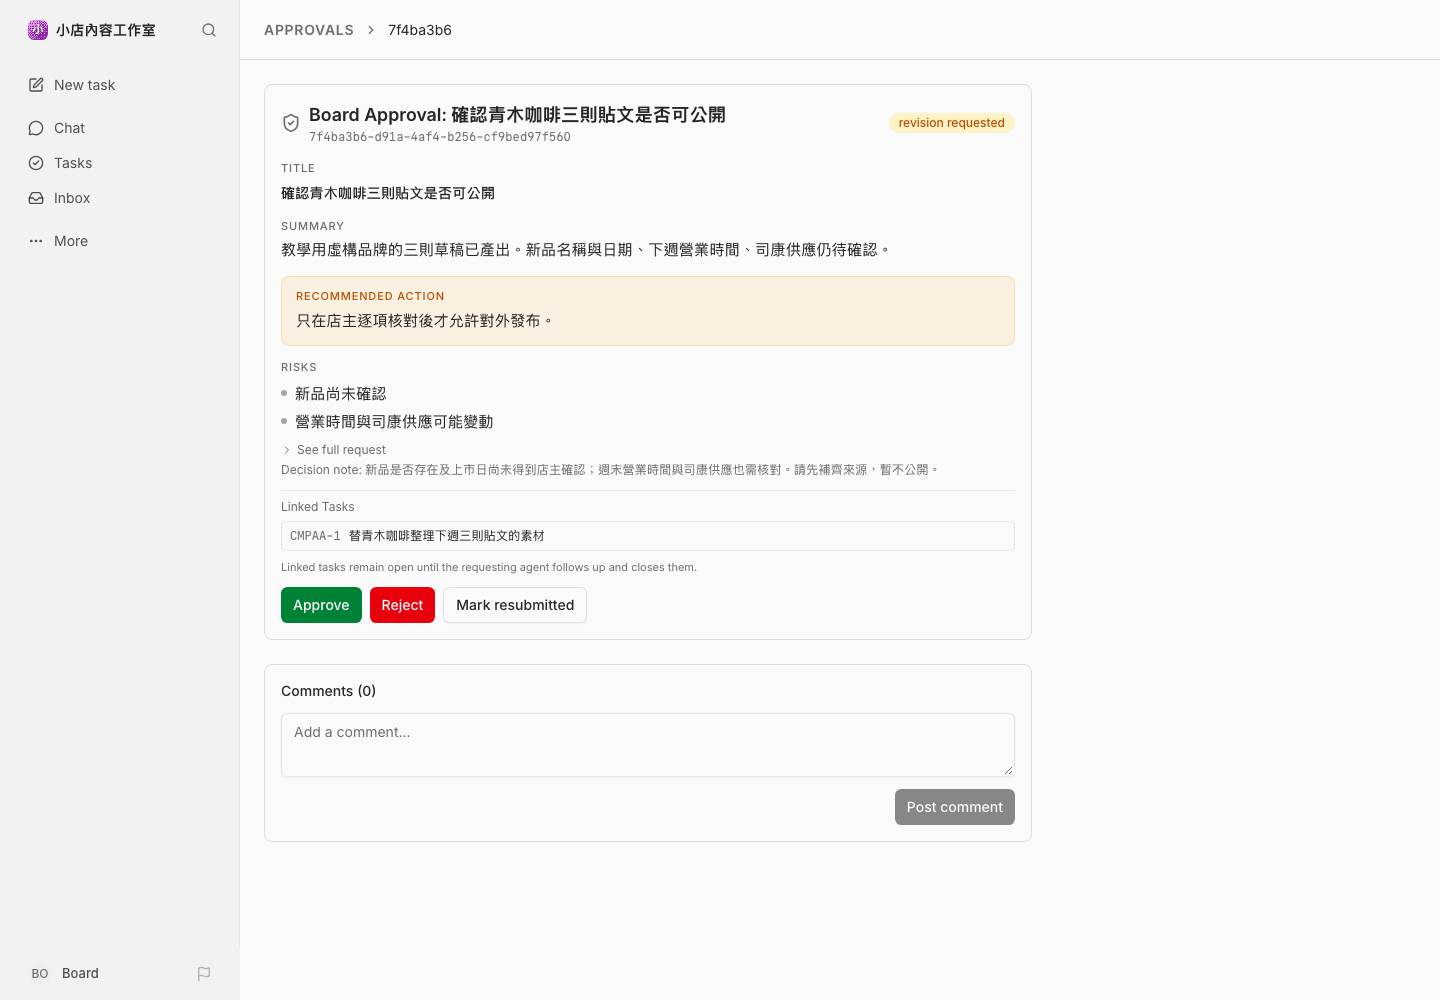 小店內容工作室
New task
Chat
Tasks
Inbox
More
BO Board
APPROVALS > 7f4ba3b6
Board Approval: 確認青木咖啡三則貼文是否可公開
7f4ba3b6-d91a-4af4-b256-cf9bed97f560
revision requested
TITLE
確認青木咖啡三則貼文是否可公開
SUMMARY
教學用虛構品牌的三則草稿已產出。新品名稱與日期、下週營業時間、司康供應仍待確認。
RECOMMENDED ACTION
只在店主逐項核對後才允許對外發布。
RISKS
新品尚未確認
營業時間與司康供應可能變動
See full request
Decision note: 新品是否存在及上市日尚未得到店主確認；週末營業時間與司康供應也需核對。請先補齊來源，暫不公開。
Linked Tasks
CMPAA-1 替青木咖啡整理下週三則貼文的素材
Linked tasks remain open until the requesting agent follows up and closes them.
Approve
Reject
Mark resubmitted
Comments (0)
Add a comment...
Post comment